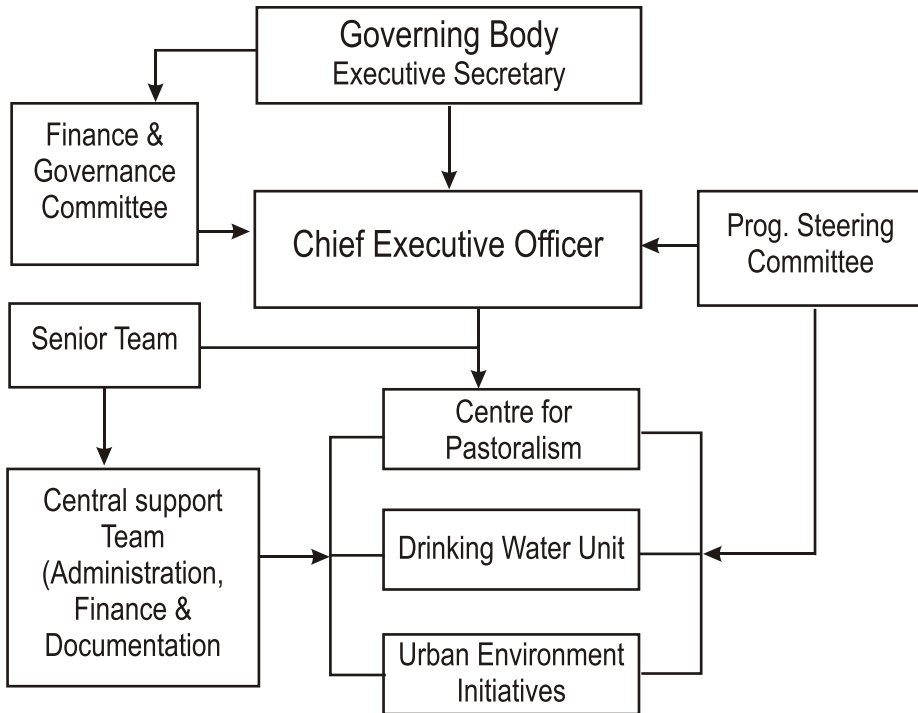 Governing Body
Executive Secretary
Finance &
Governance
Committee
Chief Executive Officer
Prog. Steering
Committee
Senior Team
Centre for
Pastoralism
Central support
Team
(Administration,
Finance &
Documentation
Drinking Water Unit
Urban Environment
Initiatives